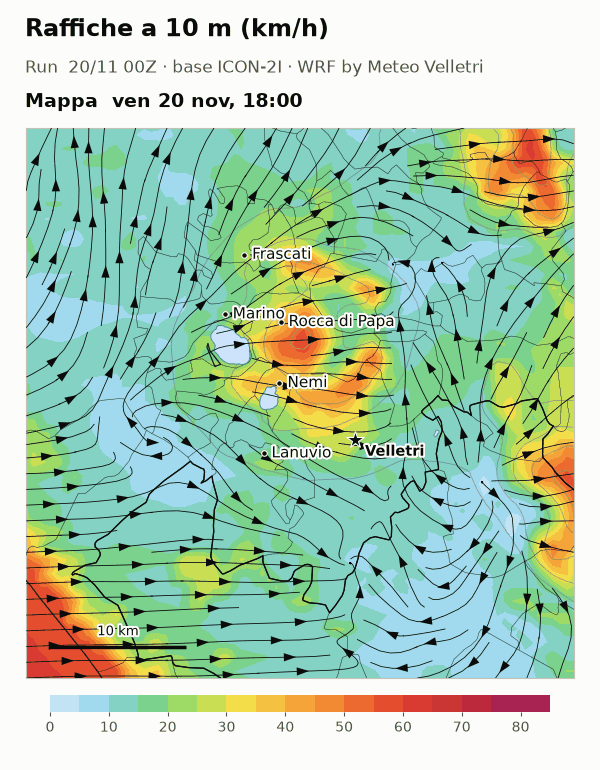 Raffiche a 10 m (km/h)
Run  20/11 00Z · base ICON-2I · WRF by Meteo Velletri
Mappa  ven 20 nov, 18:00
Frascati
Marino
Rocca di Papa
Nemi
Velletri
Lanuvio
10 km
0 10 20 30 40 50 60 70 80